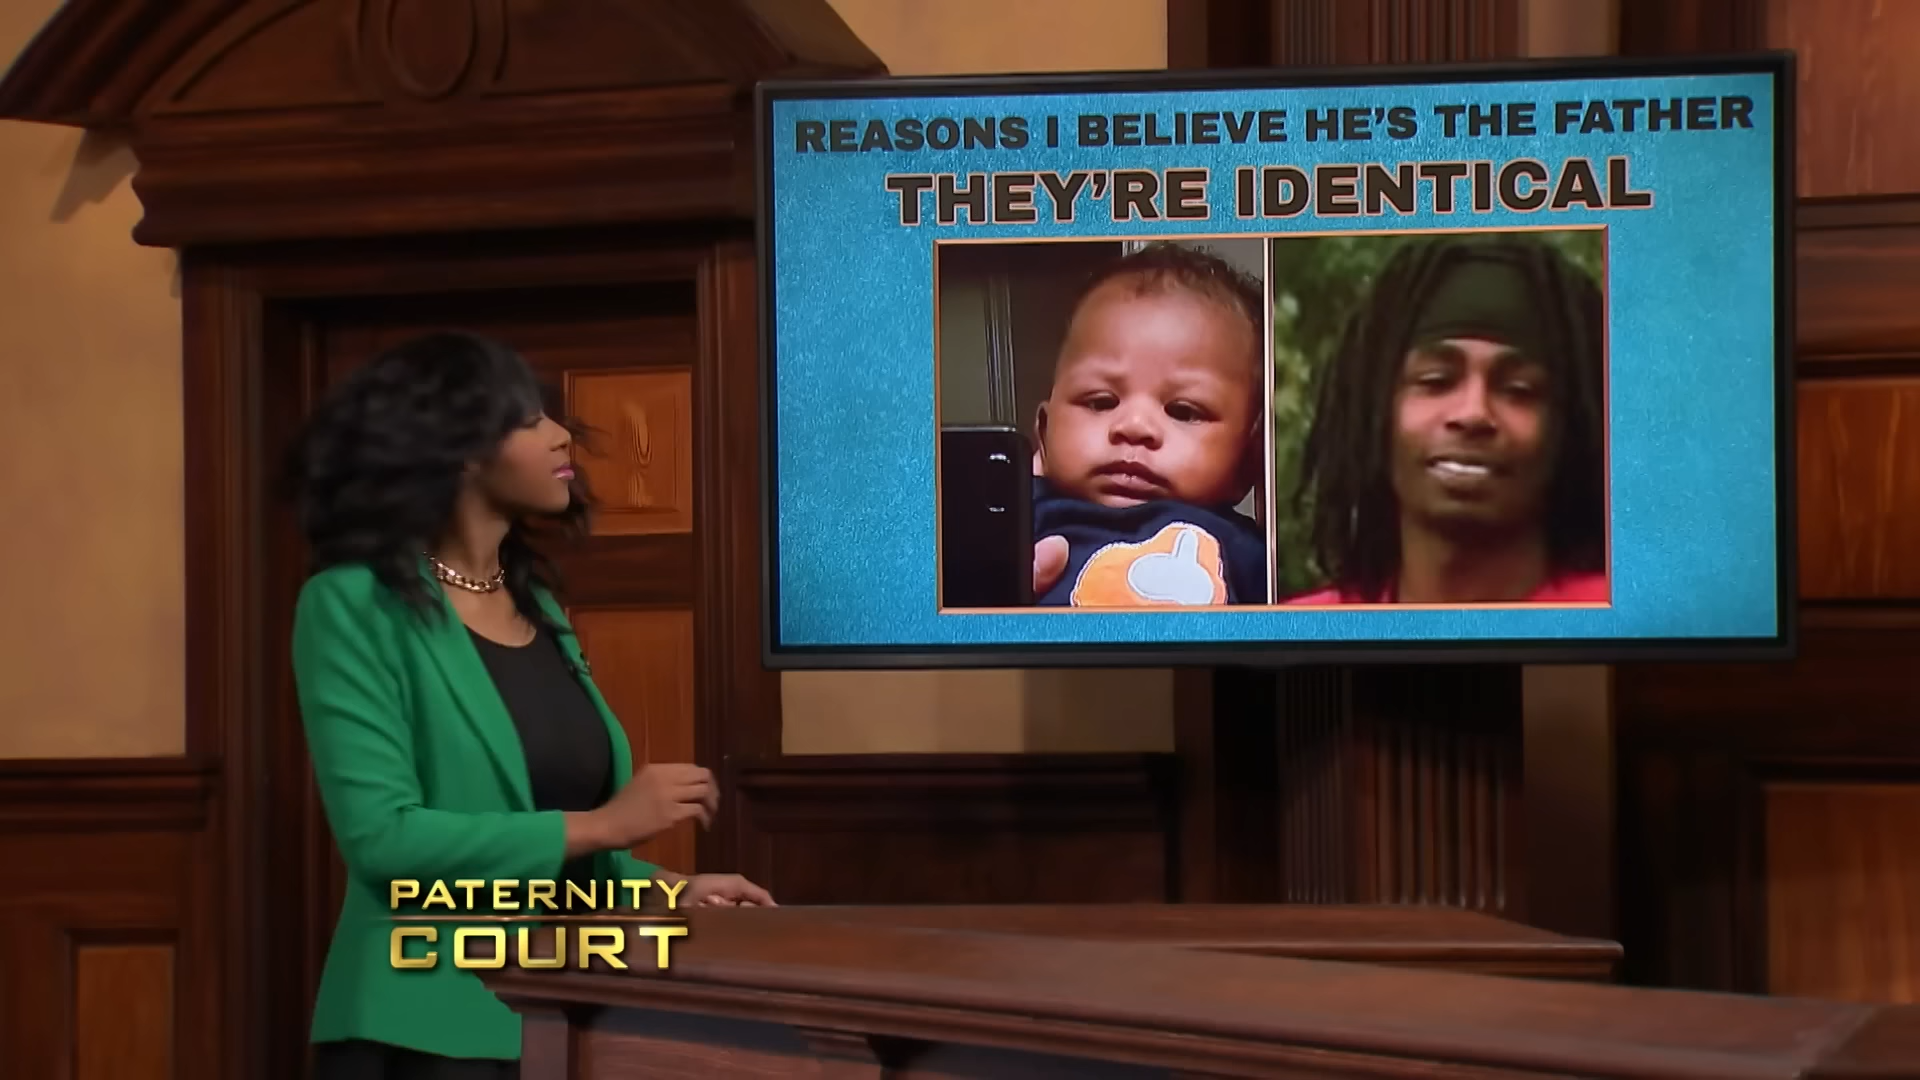 REASONS I BELIEVE HE'S THE FATHER
THEY'RE IDENTICAL
PATERNITY
COURT